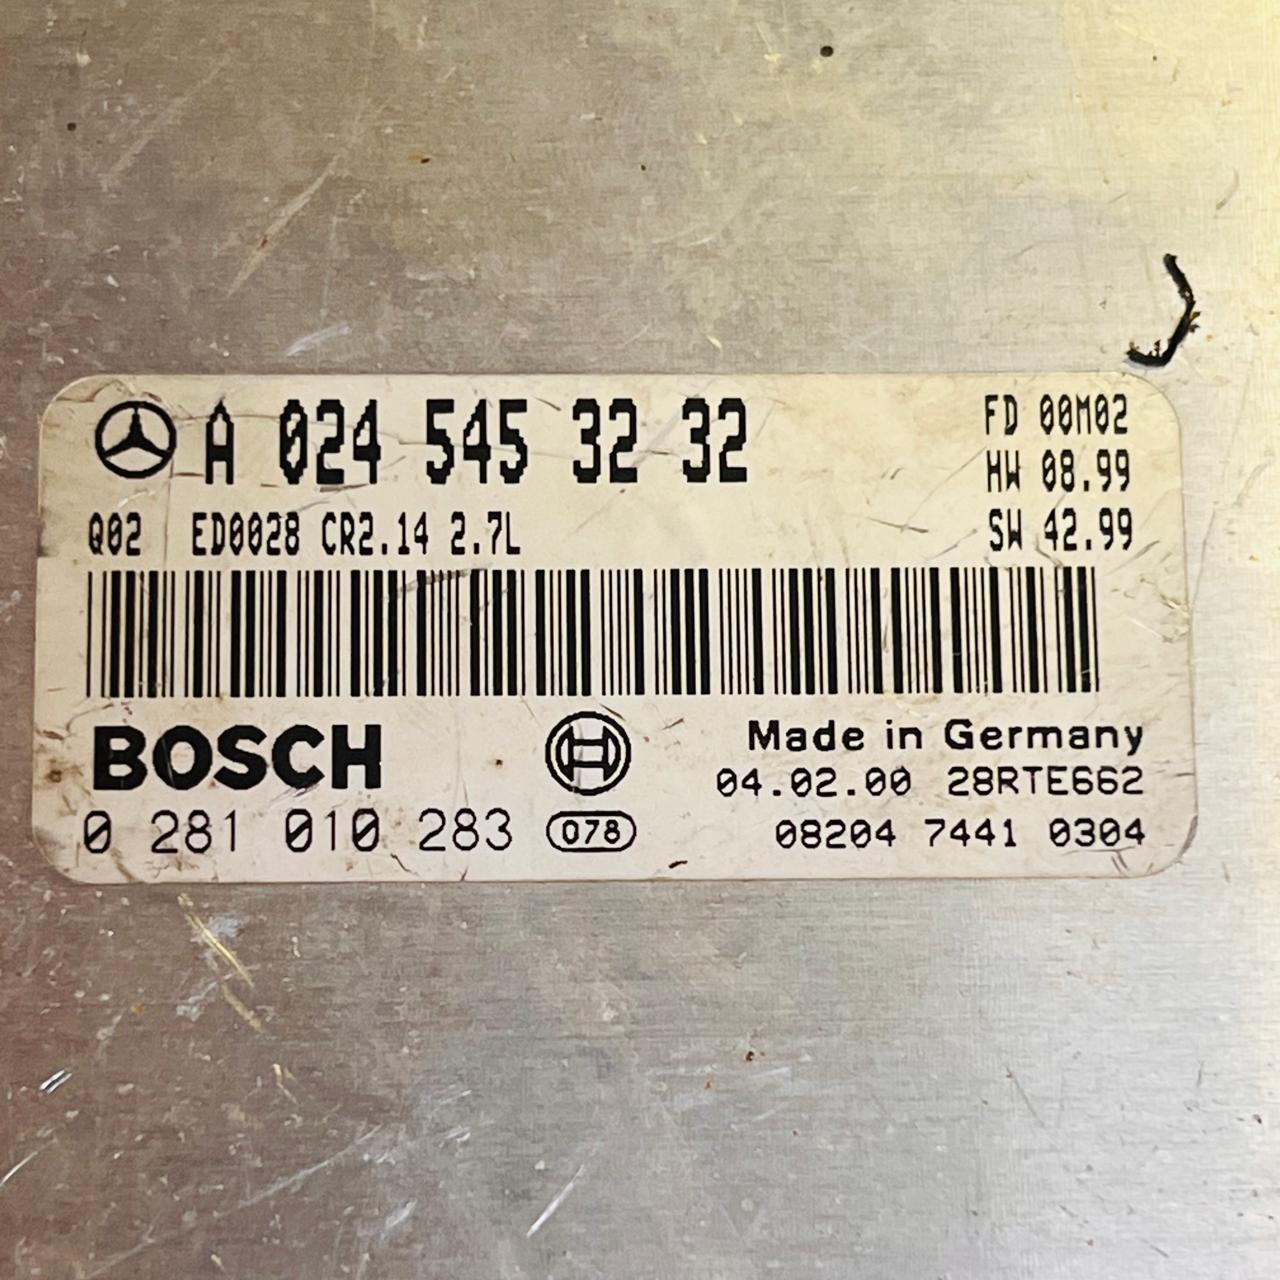 A 024 545 32 32
FD 00M02
HW 08.99
Q02 ED0028 CR2.14 2.7L
SW 42.99
BOSCH
Made in Germany
04.02.00 28RTE662
0 281 010 283 078
08204 7441 0304